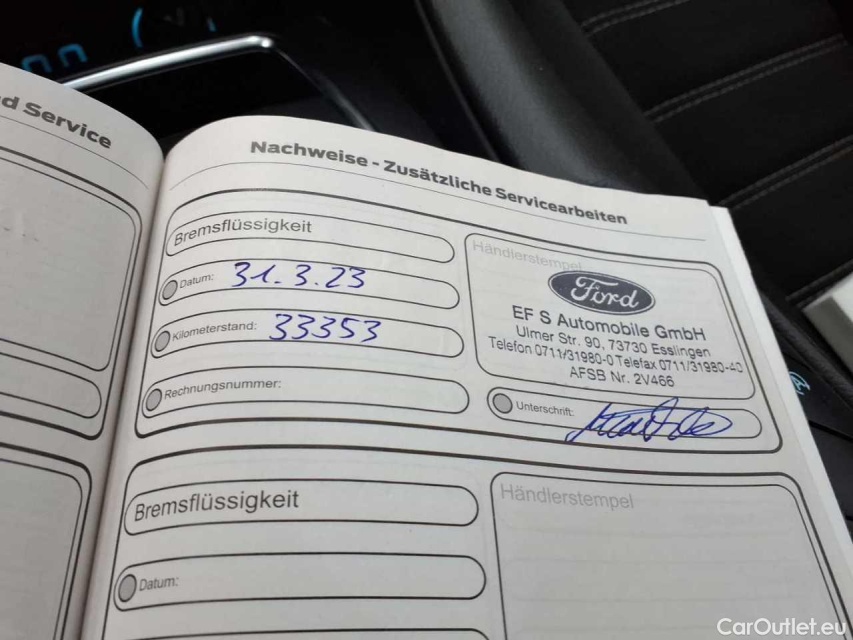 d Service
Nachweise - Zusätzliche Servicearbeiten
Bremsflüssigkeit
Datum: 31.3.23
Kilometerstand: 33353
Rechnungsnummer:
Händlerstempel
Ford
EF S Automobile GmbH
Ulmer Str. 90, 73730 Esslingen
Telefon 0711/31980-0 Telefax 0711/31980-40
AFSB Nr. 2V466
Unterschrift:
Bremsflüssigkeit
Datum:
Händlerstempel
CarOutlet.eu